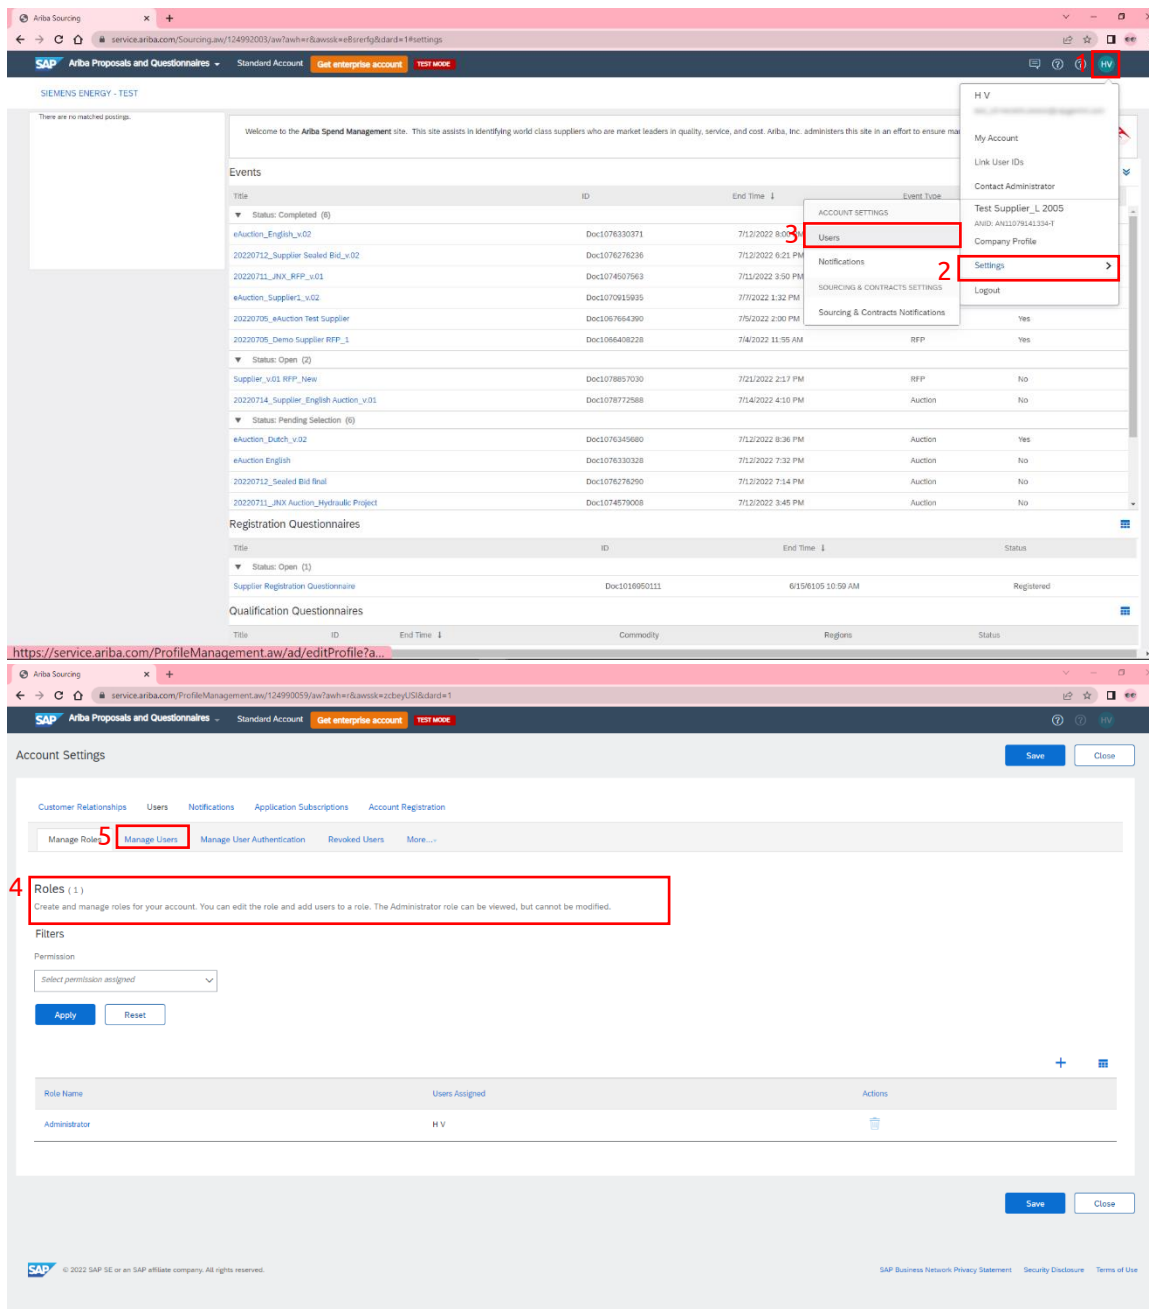 Ariba Sourcing
service.ariba.com/Sourcing.aw/124992003/aw?awh=r&awssk=e8srerfg&dard=1#settings
SAP Ariba Proposals and Questionnaires Standard Account Get enterprise account TEST MODE 1 HV
SIEMENS ENERGY - TEST
There are no matched postings.
Welcome to the Ariba Spend Management site. This site assists in identifying world class suppliers who are market leaders in quality, service, and cost. Ariba, Inc. administers this site in an effort to ensure
H V
My Account
Link User IDs
Contact Administrator
Test Supplier_L 2005
ANID: AN11079141334-T
Company Profile
2 Settings
Logout
ACCOUNT SETTINGS
3 Users
Notifications
SOURCING & CONTRACTS SETTINGS
Sourcing & Contracts Notifications
Events
Title ID End Time ↓ Event Type
Status: Completed (6)
eAuction_English_v.02 Doc1076330371 7/12/2022 8:00 PM
20220712_Supplier Sealed Bid_v.02 Doc1076276236 7/12/2022 6:21 PM
20220711_JNX_RFP_v.01 Doc1074507563 7/11/2022 3:50 PM
eAuction_Supplier1_v.02 Doc1070915935 7/7/2022 1:32 PM
20220705_eAuction Test Supplier Doc1067664390 7/5/2022 2:00 PM Yes
20220705_Demo Supplier RFP_1 Doc1066408228 7/4/2022 11:55 AM RFP Yes
Status: Open (2)
Supplier_v.01 RFP_New Doc1078857030 7/21/2022 2:17 PM RFP No
20220714_Supplier_English Auction_v.01 Doc1078772588 7/14/2022 4:10 PM Auction No
Status: Pending Selection (6)
eAuction_Dutch_v.02 Doc1076345680 7/12/2022 8:36 PM Auction Yes
eAuction English Doc1076330328 7/12/2022 7:32 PM Auction No
20220712_Sealed Bid final Doc1076276290 7/12/2022 7:14 PM Auction No
20220711_JNX Auction_Hydraulic Project Doc1074579008 7/12/2022 3:45 PM Auction No
Registration Questionnaires
Title ID End Time ↓ Status
Status: Open (1)
Supplier Registration Questionnaire Doc1016950111 6/15/6105 10:59 AM Registered
Qualification Questionnaires
Title ID End Time ↓ Commodity Regions Status
https://service.ariba.com/ProfileManagement.aw/ad/editProfile?a...
Ariba Sourcing
service.ariba.com/ProfileManagement.aw/124990059/aw?awh=r&awssk=zcbeyUSI&dard=1
SAP Ariba Proposals and Questionnaires Standard Account Get enterprise account TEST MODE HV
Account Settings Save Close
Customer Relationships Users Notifications Application Subscriptions Account Registration
Manage Roles 5 Manage Users Manage User Authentication Revoked Users More...
4 Roles (1)
Create and manage roles for your account. You can edit the role and add users to a role. The Administrator role can be viewed, but cannot be modified.
Filters
Permission
Select permission assigned
Apply Reset
Role Name Users Assigned Actions
Administrator H V
Save Close
SAP © 2022 SAP SE or an SAP affiliate company. All rights reserved. SAP Business Network Privacy Statement Security Disclosure Terms of Use